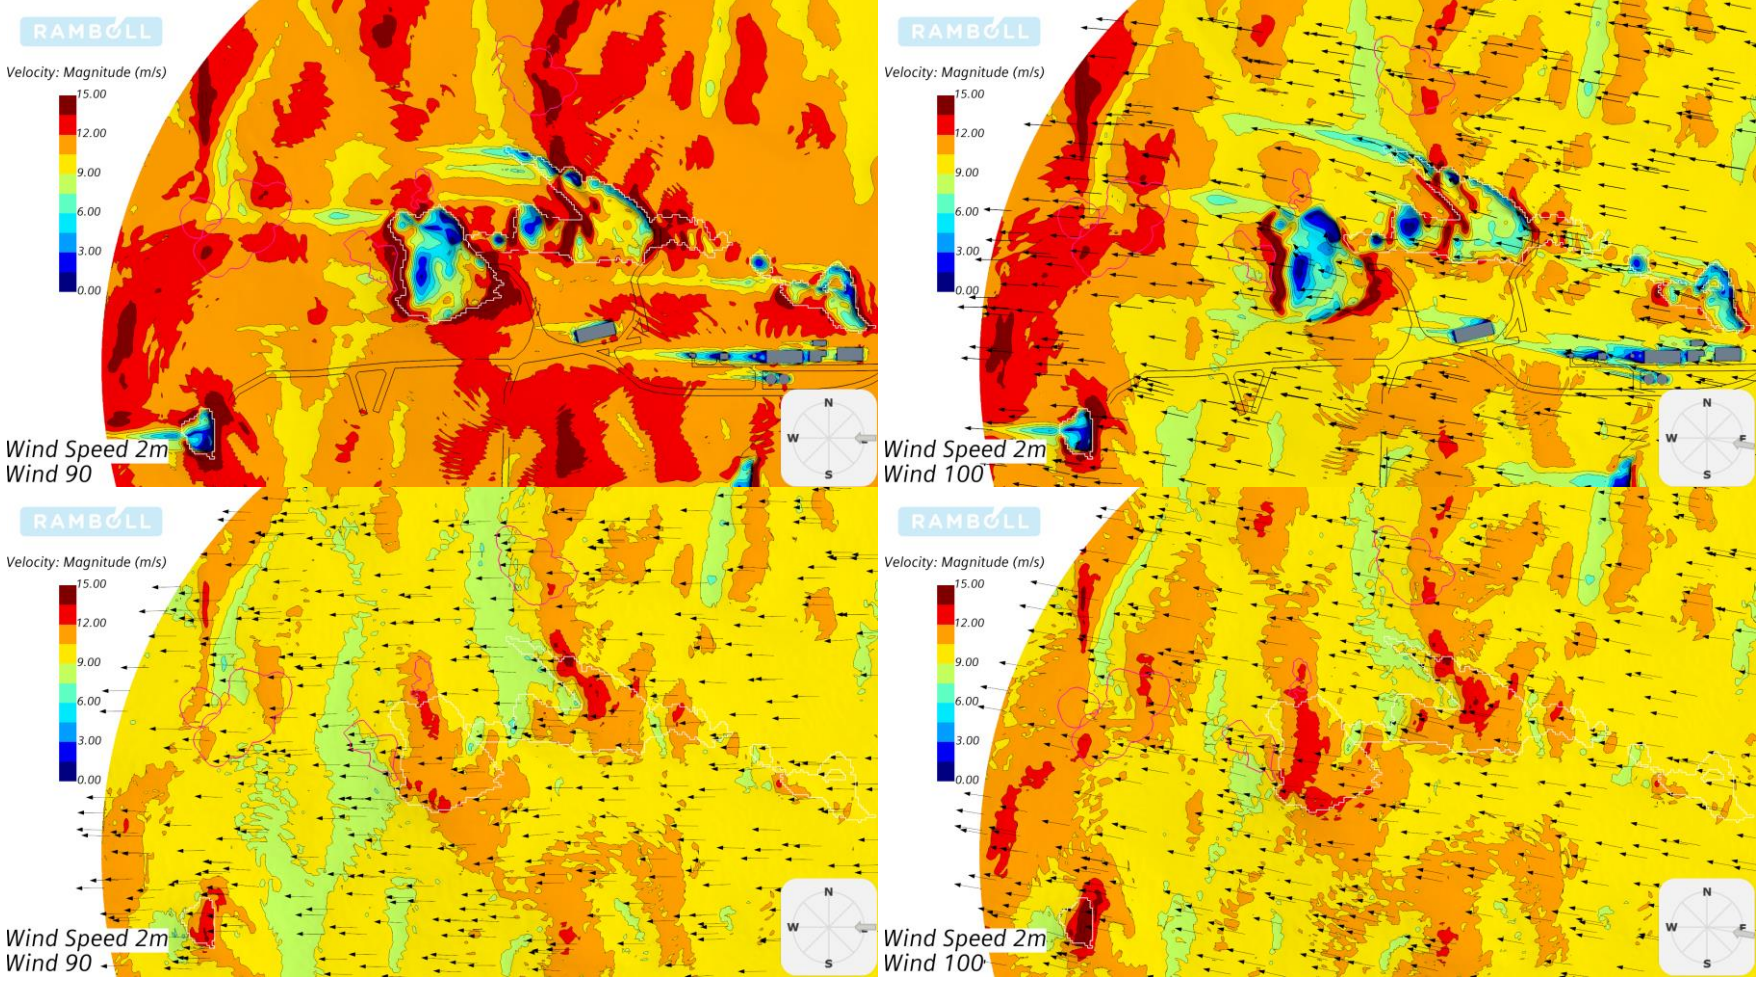 RAMBOLL
Velocity: Magnitude (m/s)
15.00
12.00
9.00
6.00
3.00
0.00
N
W
S
Wind Speed 2m
Wind 90
RAMBOLL
Velocity: Magnitude (m/s)
15.00
12.00
9.00
6.00
3.00
0.00
N
W E
S
Wind Speed 2m
Wind 100
RAMBOLL
Velocity: Magnitude (m/s)
15.00
12.00
9.00
6.00
3.00
0.00
N
W
S
Wind Speed 2m
Wind 90
RAMBOLL
Velocity: Magnitude (m/s)
15.00
12.00
9.00
6.00
3.00
0.00
N
W E
S
Wind Speed 2m
Wind 100